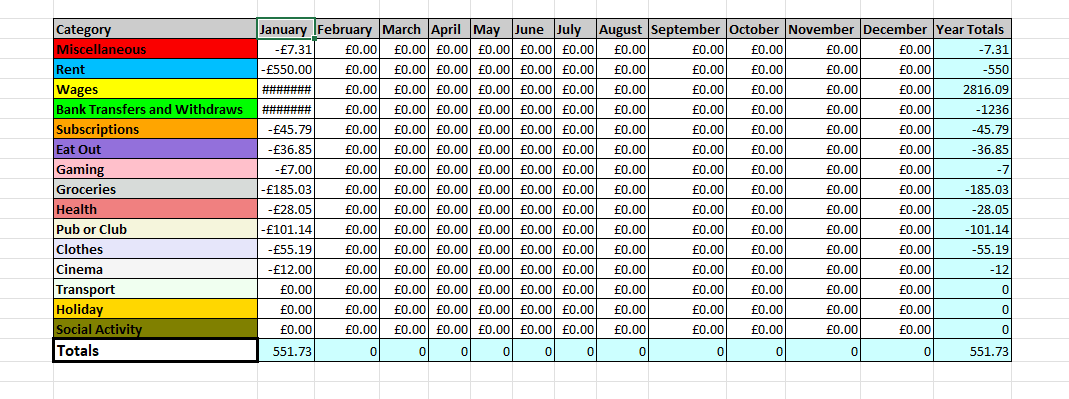 Category January February March April May June July August September October November December Year Totals
Miscellaneous -£7.31 £0.00 £0.00 £0.00 £0.00 £0.00 £0.00 £0.00 £0.00 £0.00 £0.00 £0.00 -7.31
Rent -£550.00 £0.00 £0.00 £0.00 £0.00 £0.00 £0.00 £0.00 £0.00 £0.00 £0.00 £0.00 -550
Wages ####### £0.00 £0.00 £0.00 £0.00 £0.00 £0.00 £0.00 £0.00 £0.00 £0.00 £0.00 2816.09
Bank Transfers and Withdraws ####### £0.00 £0.00 £0.00 £0.00 £0.00 £0.00 £0.00 £0.00 £0.00 £0.00 £0.00 -1236
Subscriptions -£45.79 £0.00 £0.00 £0.00 £0.00 £0.00 £0.00 £0.00 £0.00 £0.00 £0.00 £0.00 -45.79
Eat Out -£36.85 £0.00 £0.00 £0.00 £0.00 £0.00 £0.00 £0.00 £0.00 £0.00 £0.00 £0.00 -36.85
Gaming -£7.00 £0.00 £0.00 £0.00 £0.00 £0.00 £0.00 £0.00 £0.00 £0.00 £0.00 £0.00 -7
Groceries -£185.03 £0.00 £0.00 £0.00 £0.00 £0.00 £0.00 £0.00 £0.00 £0.00 £0.00 £0.00 -185.03
Health -£28.05 £0.00 £0.00 £0.00 £0.00 £0.00 £0.00 £0.00 £0.00 £0.00 £0.00 £0.00 -28.05
Pub or Club -£101.14 £0.00 £0.00 £0.00 £0.00 £0.00 £0.00 £0.00 £0.00 £0.00 £0.00 £0.00 -101.14
Clothes -£55.19 £0.00 £0.00 £0.00 £0.00 £0.00 £0.00 £0.00 £0.00 £0.00 £0.00 £0.00 -55.19
Cinema -£12.00 £0.00 £0.00 £0.00 £0.00 £0.00 £0.00 £0.00 £0.00 £0.00 £0.00 £0.00 -12
Transport £0.00 £0.00 £0.00 £0.00 £0.00 £0.00 £0.00 £0.00 £0.00 £0.00 £0.00 £0.00 0
Holiday £0.00 £0.00 £0.00 £0.00 £0.00 £0.00 £0.00 £0.00 £0.00 £0.00 £0.00 £0.00 0
Social Activity £0.00 £0.00 £0.00 £0.00 £0.00 £0.00 £0.00 £0.00 £0.00 £0.00 £0.00 £0.00 0
Totals 551.73 0 0 0 0 0 0 0 0 0 0 0 551.73